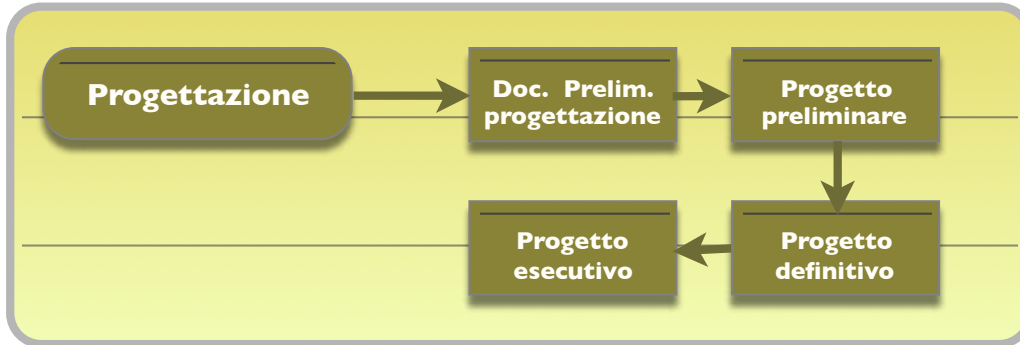 Progettazione
Doc. Prelim.
progettazione
Progetto
preliminare
Progetto
esecutivo
Progetto
definitivo